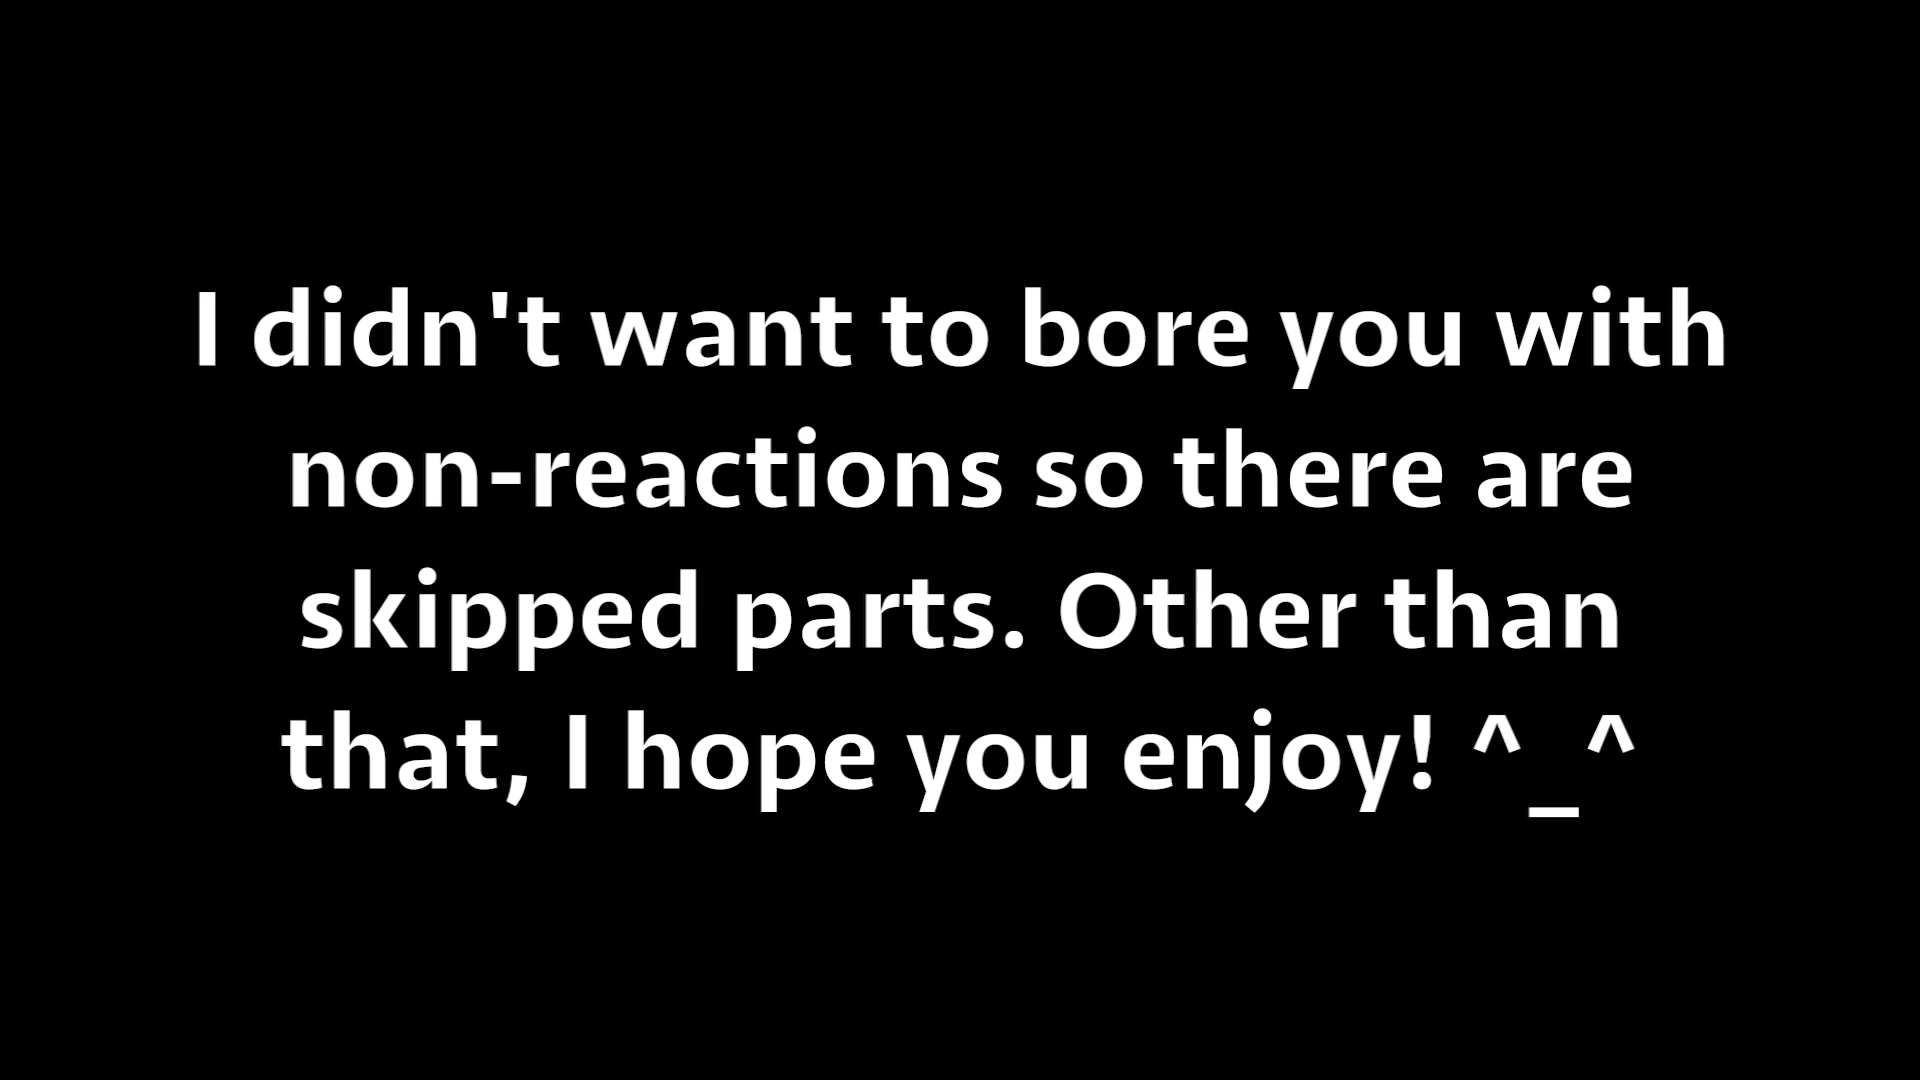 I didn't want to bore you with
non-reactions so there are
skipped parts. Other than
that, I hope you enjoy! ^_^